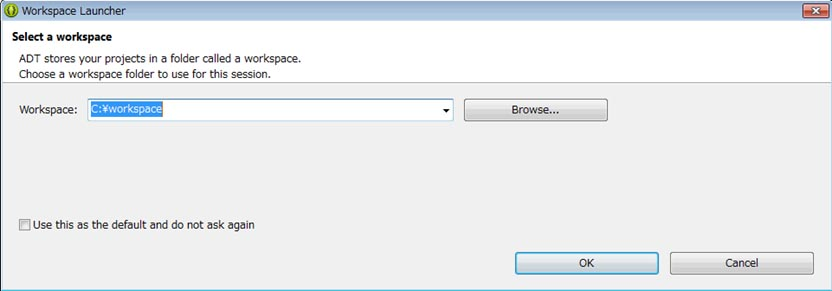 Workspace Launcher
Select a workspace
ADT stores your projects in a folder called a workspace.
Choose a workspace folder to use for this session.
Workspace: C:¥workspace Browse...
Use this as the default and do not ask again
OK Cancel